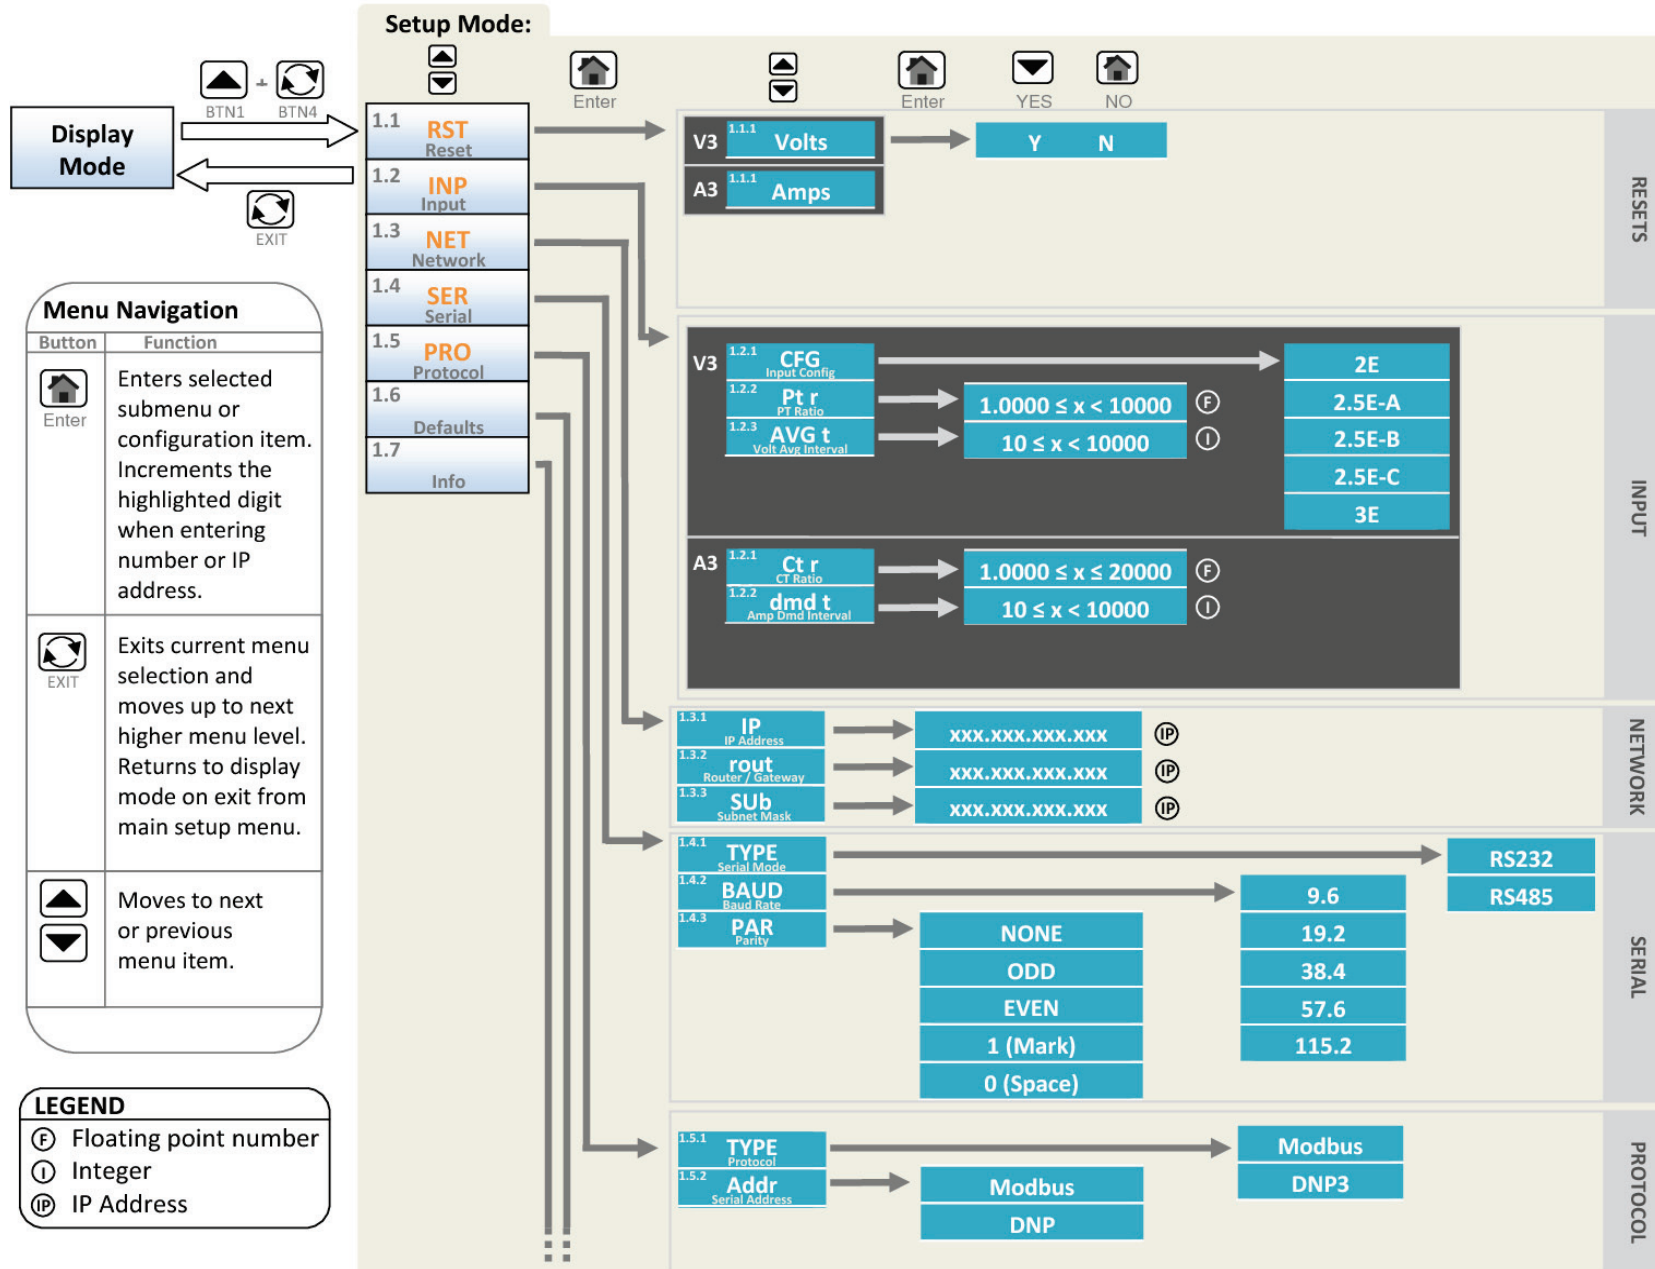 Setup Mode:
BTN1 + BTN4
Enter
Enter
YES
NO
Display
Mode
EXIT
1.1 RST
Reset
1.2 INP
Input
1.3 NET
Network
1.4 SER
Serial
1.5 PRO
Protocol
1.6
Defaults
1.7
Info
V3 1.1.1 Volts
Y N
A3 1.1.1 Amps
RESETS
V3 1.2.1 CFG
Input Config
2E
2.5E-A
2.5E-B
2.5E-C
3E
1.2.2 Pt r
PT Ratio
1.0000 ≤ x < 10000 F
1.2.3 AVG t
Volt Avg Interval
10 ≤ x < 10000 I
A3 1.2.1 Ct r
CT Ratio
1.0000 ≤ x ≤ 20000 F
1.2.2 dmd t
Amp Dmd Interval
10 ≤ x < 10000 I
INPUT
1.3.1 IP
IP Address
xxx.xxx.xxx.xxx IP
1.3.2 rout
Router / Gateway
xxx.xxx.xxx.xxx IP
1.3.3 SUb
Subnet Mask
xxx.xxx.xxx.xxx IP
NETWORK
1.4.1 TYPE
Serial Mode
RS232
RS485
1.4.2 BAUD
Baud Rate
9.6
19.2
38.4
57.6
115.2
1.4.3 PAR
Parity
NONE
ODD
EVEN
1 (Mark)
0 (Space)
SERIAL
1.5.1 TYPE
Protocol
Modbus
DNP3
1.5.2 Addr
Serial Address
Modbus
DNP
PROTOCOL
Menu Navigation
Button Function
Enter
Enters selected
submenu or
configuration item.
Increments the
highlighted digit
when entering
number or IP
address.
EXIT
Exits current menu
selection and
moves up to next
higher menu level.
Returns to display
mode on exit from
main setup menu.
Moves to next
or previous
menu item.
LEGEND
F Floating point number
I Integer
IP IP Address